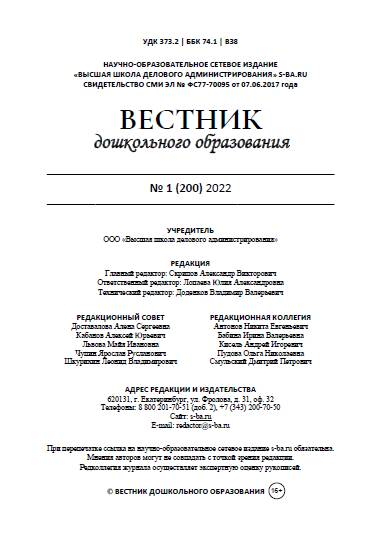 УДК 373.2 | ББК 74.1 | В38
НАУЧНО-ОБРАЗОВАТЕЛЬНОЕ СЕТЕВОЕ ИЗДАНИЕ
«ВЫСШАЯ ШКОЛА ДЕЛОВОГО АДМИНИСТРИРОВАНИЯ» S-BA.RU
СВИДЕТЕЛЬСТВО СМИ ЭЛ № ФС77-70095 от 07.06.2017 года
ВЕСТНИК
дошкольного образования
№ 1 (200) 2022
УЧРЕДИТЕЛЬ
ООО «Высшая школа делового администрирования»
РЕДАКЦИЯ
Главный редактор: Скрипов Александр Викторович
Ответственный редактор: Лопаева Юлия Александровна
Технический редактор: Доденков Владимир Валерьевич
РЕДАКЦИОННЫЙ СОВЕТ
Доставалова Алена Сергеевна
Кабанов Алексей Юрьевич
Львова Майя Ивановна
Чупин Ярослав Русланович
Шкурихин Леонид Владимирович
РЕДАКЦИОННАЯ КОЛЛЕГИЯ
Антонов Никита Евгеньевич
Бабина Ирина Валерьевна
Кисель Андрей Игоревич
Пудова Ольга Николаевна
Смульский Дмитрий Петрович
АДРЕС РЕДАКЦИИ И ИЗДАТЕЛЬСТВА
620131, г. Екатеринбург, ул. Фролова, д. 31, оф. 32
Телефоны: 8 800 201-70-51 (доб. 2), +7 (343) 200-70-50
Сайт: s-ba.ru
E-mail: redactor@s-ba.ru
При перепечатке ссылка на научно-образовательное сетевое издание s-ba.ru обязательна.
Мнения авторов могут не совпадать с точкой зрения редакции.
Редколлегия журнала осуществляет экспертную оценку рукописей.
© ВЕСТНИК ДОШКОЛЬНОГО ОБРАЗОВАНИЯ 16+